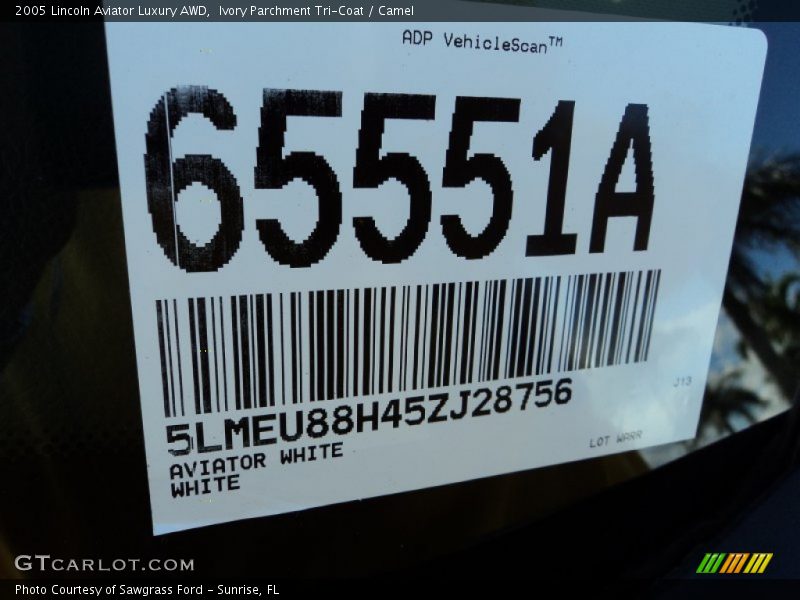 2005 Lincoln Aviator Luxury AWD,  Ivory Parchment Tri-Coat / Camel
ADP VehicleScan™
65551A
5LMEU88H45ZJ28756
J13
AVIATOR WHITE
LOT WARR
WHITE
GTCARLOT.COM
Photo Courtesy of Sawgrass Ford - Sunrise, FL